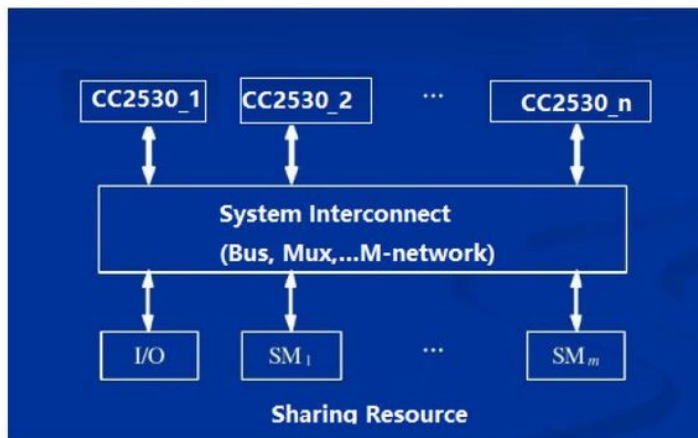 CC2530_1 CC2530_2 ... CC2530_n
System Interconnect
(Bus, Mux,...M-network)
I/O SM₁ ... SMₘ
Sharing Resource